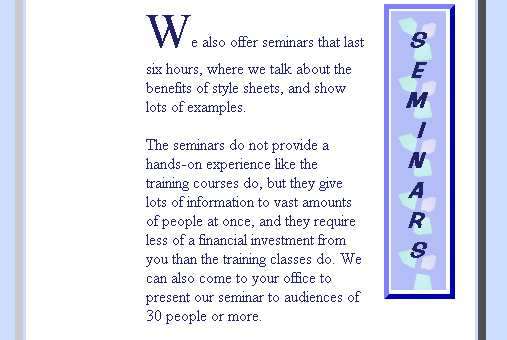 We also offer seminars that last
six hours, where we talk about the
benefits of style sheets, and show
lots of examples.
The seminars do not provide a
hands-on experience like the
training courses do, but they give
lots of information to vast amounts
of people at once, and they require
less of a financial investment from
you than the training classes do. We
can also come to your office to
present our seminar to audiences of
30 people or more.
SEMINARS